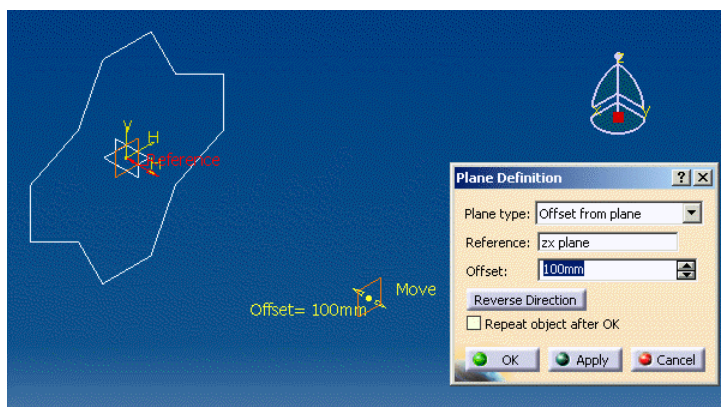 z
x
y
V
H
Reference
H
Plane Definition
Plane type: Offset from plane
Reference: zx plane
Offset: 100mm
Move
Offset= 100mm
Reverse Direction
Repeat object after OK
OK Apply Cancel